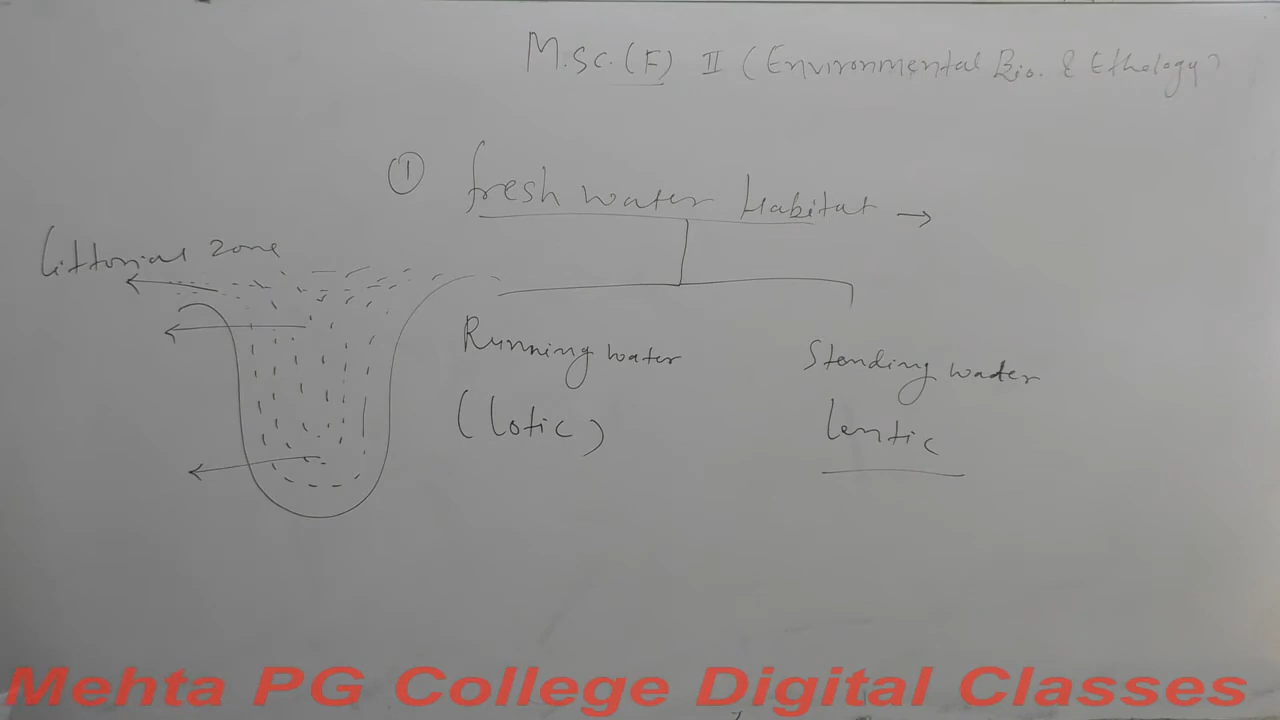 M.Sc. (F) II (Environmental Bio. & Ethology)
① fresh water Habitat →
littorial zone
Running water
(lotic)
Stending water
lentic
Mehta PG College Digital Classes